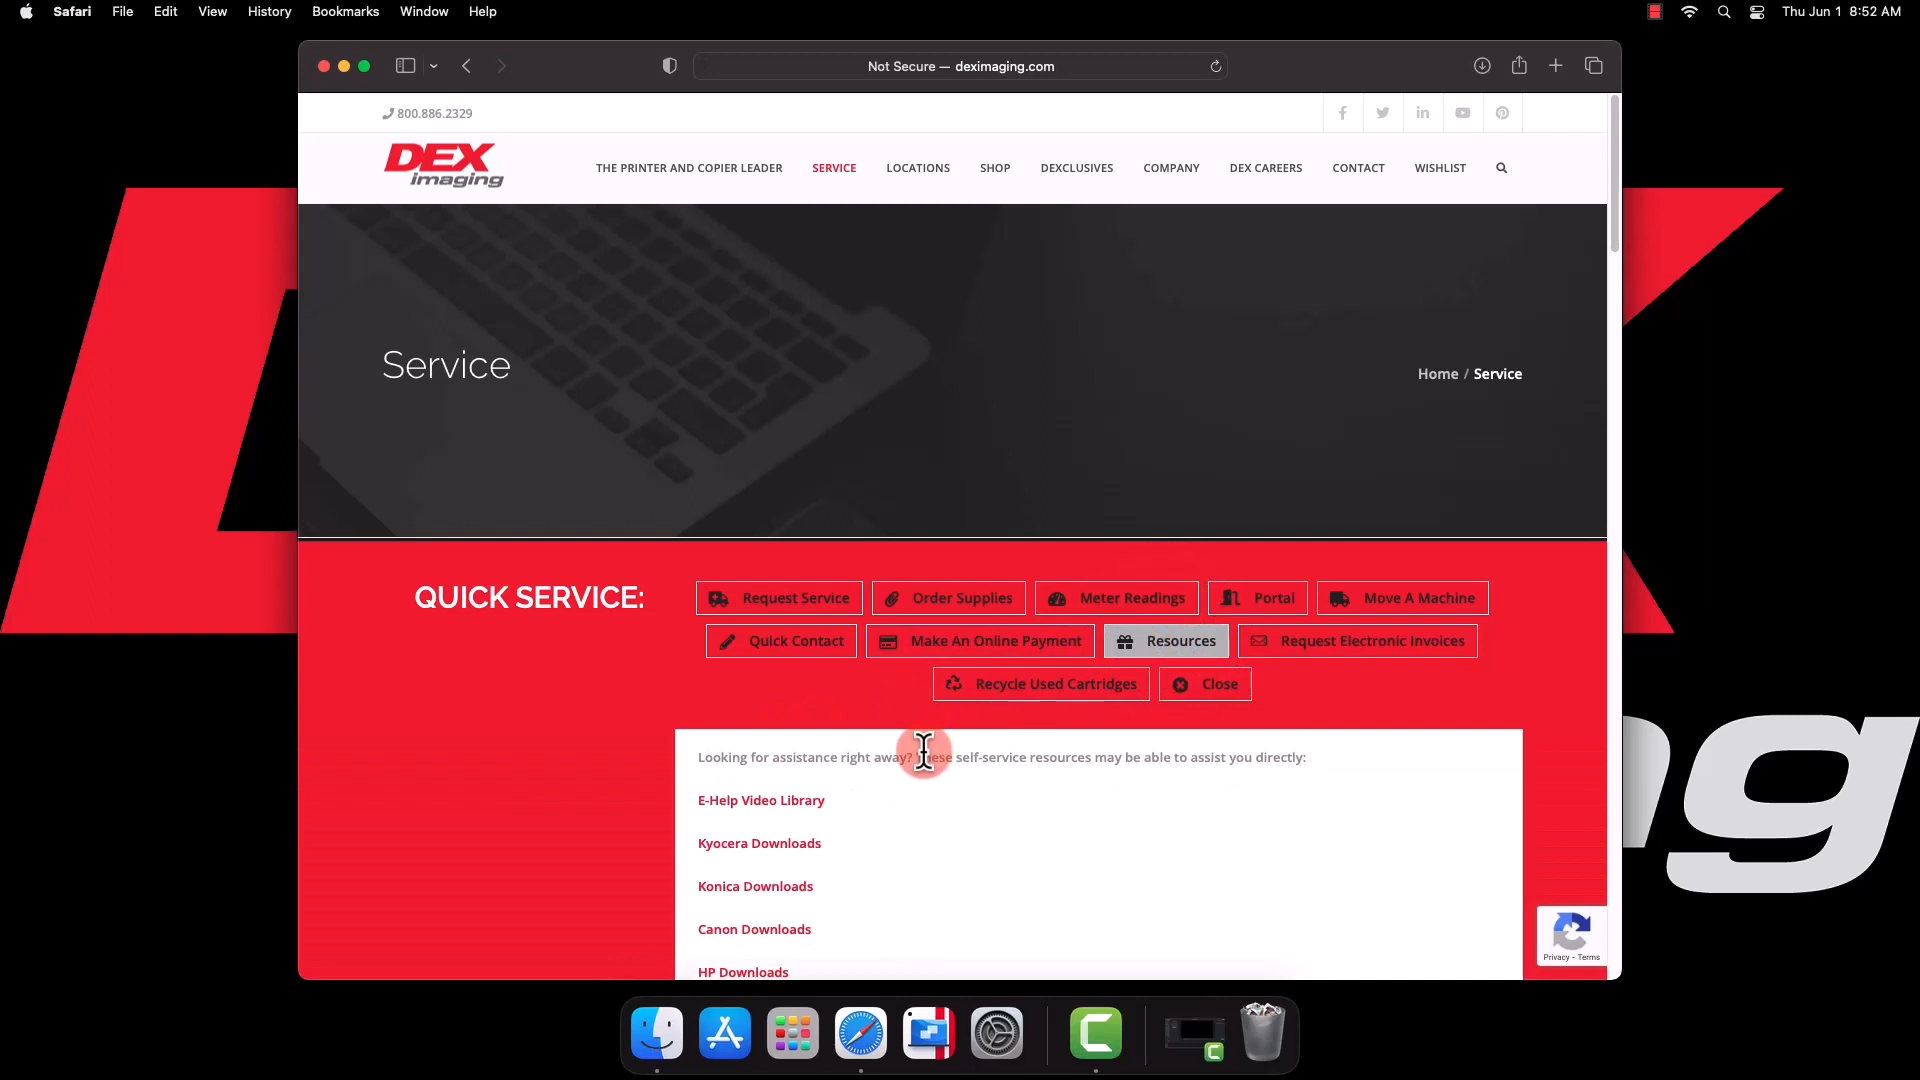 Safari File Edit View History Bookmarks Window Help Thu Jun 1 8:52 AM
Not Secure — deximaging.com
800.886.2329
DEX
imaging
THE PRINTER AND COPIER LEADER SERVICE LOCATIONS SHOP DEXCLUSIVES COMPANY DEX CAREERS CONTACT WISHLIST
Service
Home / Service
QUICK SERVICE:
Request Service Order Supplies Meter Readings Portal Move A Machine
Quick Contact Make An Online Payment Resources Request Electronic Invoices
Recycle Used Cartridges Close
Looking for assistance right away? These self-service resources may be able to assist you directly:
E-Help Video Library
Kyocera Downloads
Konica Downloads
Canon Downloads
HP Downloads
Privacy - Terms